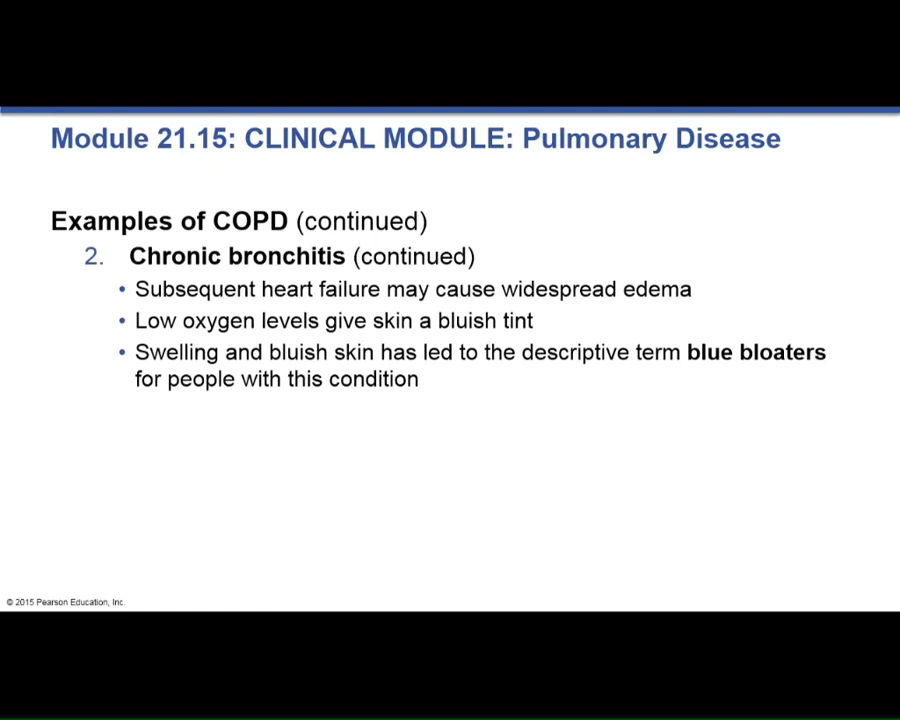 Module 21.15: CLINICAL MODULE: Pulmonary Disease
Examples of COPD (continued)
2. Chronic bronchitis (continued)
• Subsequent heart failure may cause widespread edema
• Low oxygen levels give skin a bluish tint
• Swelling and bluish skin has led to the descriptive term blue bloaters
for people with this condition
© 2015 Pearson Education, Inc.